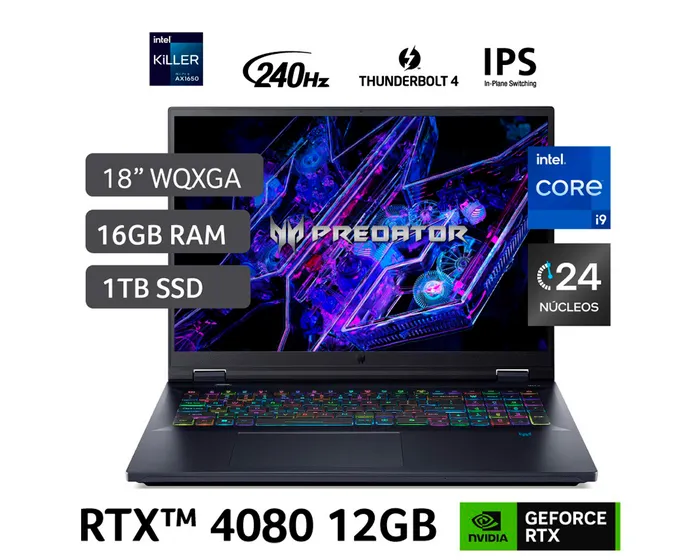 intel
KiLLER
AX1650
240Hz
THUNDERBOLT 4
IPS
In-Plane Switching
18” WQXGA
16GB RAM
1TB SSD
PREDATOR
intel
CORE
i9
24
NÚCLEOS
RTX™ 4080 12GB
NVIDIA
GEFORCE
RTX